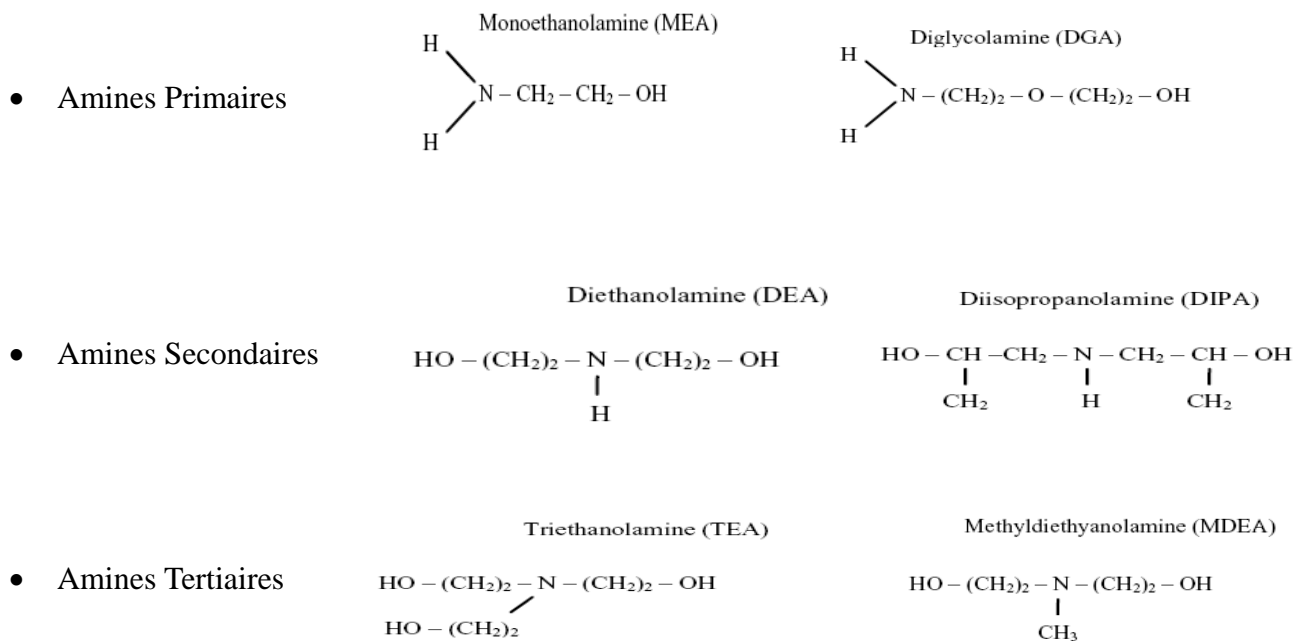 Monoethanolamine (MEA)
Diglycolamine (DGA)
• Amines Primaires
H
N – CH₂ – CH₂ – OH
H
H
N – (CH₂)₂ – O – (CH₂)₂ – OH
H
Diethanolamine (DEA)
Diisopropanolamine (DIPA)
• Amines Secondaires
HO – (CH₂)₂ – N – (CH₂)₂ – OH
H
HO – CH – CH₂ – N – CH₂ – CH – OH
CH₂ H CH₂
Triethanolamine (TEA)
Methyldiethyanolamine (MDEA)
• Amines Tertiaires
HO – (CH₂)₂ – N – (CH₂)₂ – OH
HO – (CH₂)₂
HO – (CH₂)₂ – N – (CH₂)₂ – OH
CH₃